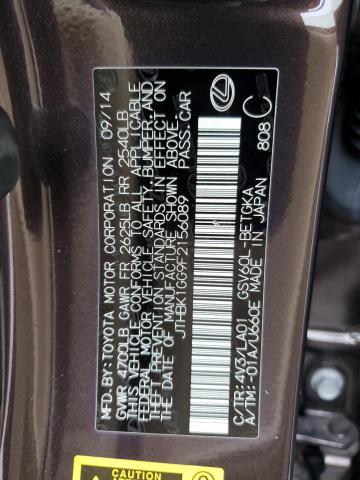 MFD. BY: TOYOTA MOTOR CORPORATION 09/14
GVWR 4700LB GAWR FR 2625LB RR 2540LB
THIS VEHICLE CONFORMS TO ALL APPLICABLE
FEDERAL MOTOR VEHICLE SAFETY, BUMPER, AND
THEFT PREVENTION STANDARDS IN EFFECT ON
THE DATE OF MANUFACTURE SHOWN ABOVE.
JTHBK1GG9F2156089 PASS. CAR
C/TR: 4V3/LA01 GSV60L-BETGKA
A/TM: -01A/U660E MADE IN JAPAN
808 C
CAUTION